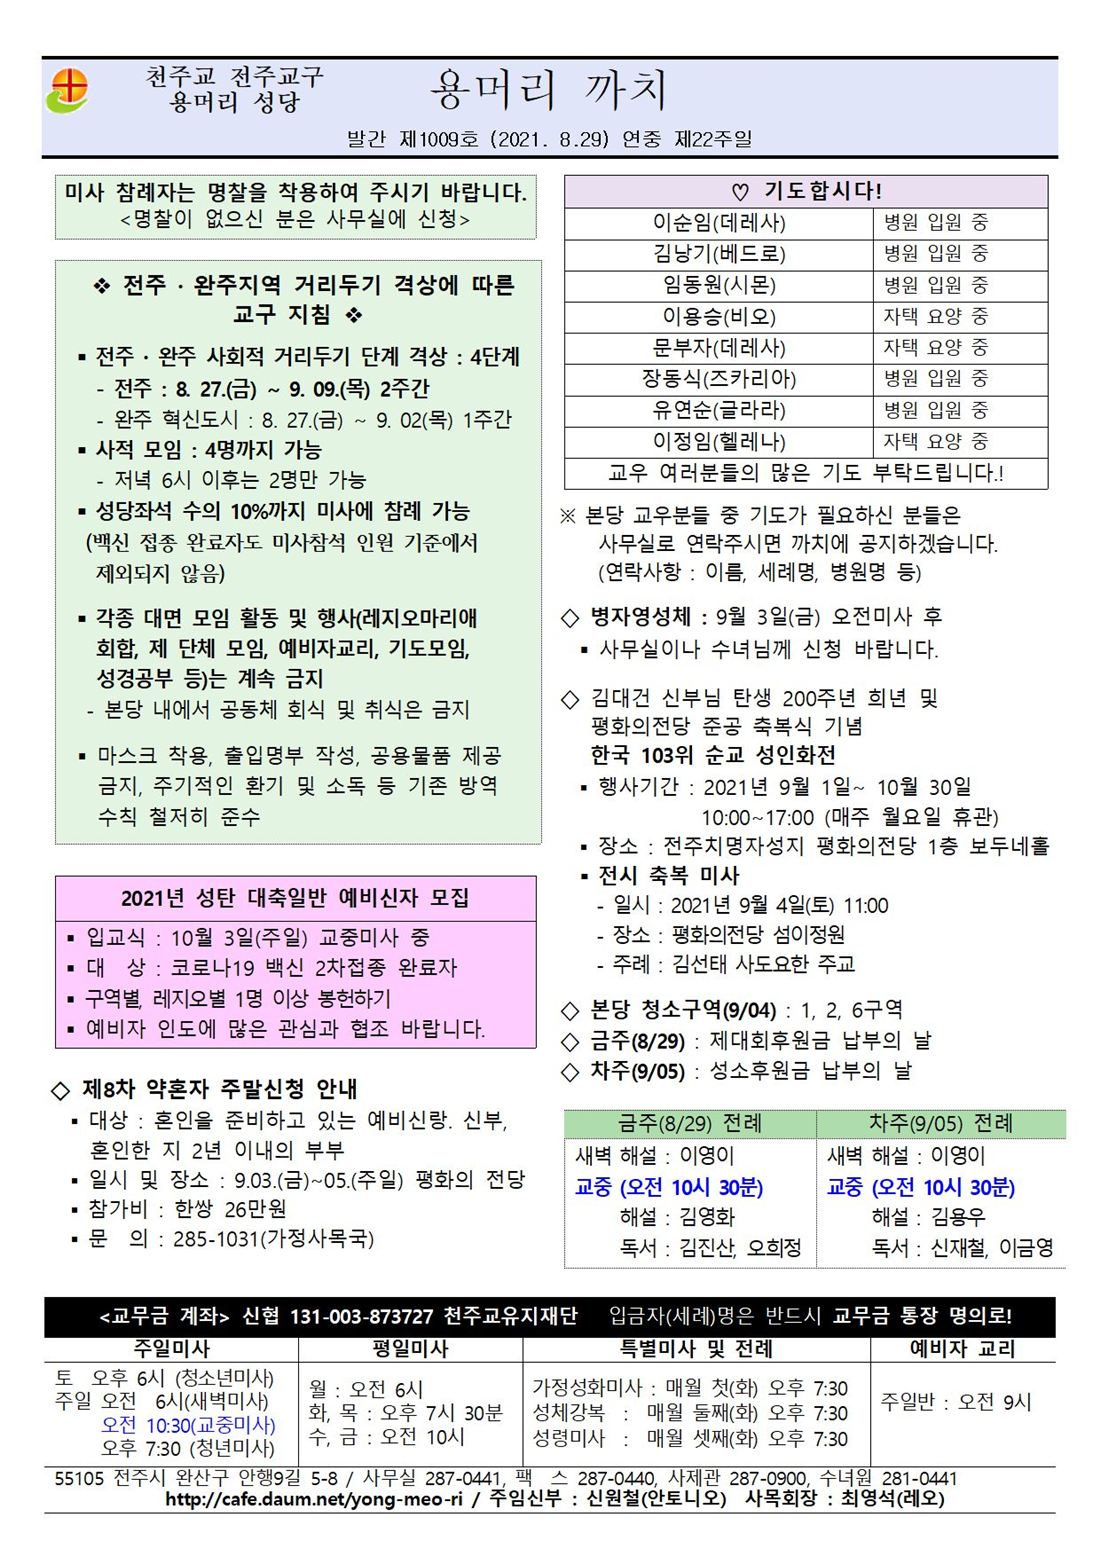 천주교 전주교구
용머리 성당
용머리 까치
발간 제1009호 (2021. 8.29) 연중 제22주일
미사 참례자는 명찰을 착용하여 주시기 바랍니다.
<명찰이 없으신 분은 사무실에 신청>
❖ 전주 · 완주지역 거리두기 격상에 따른
교구 지침 ❖
▪ 전주 · 완주 사회적 거리두기 단계 격상 : 4단계
- 전주 : 8. 27.(금) ~ 9. 09.(목) 2주간
- 완주 혁신도시 : 8. 27.(금) ~ 9. 02(목) 1주간
▪ 사적 모임 : 4명까지 가능
- 저녁 6시 이후는 2명만 가능
▪ 성당좌석 수의 10%까지 미사에 참례 가능
(백신 접종 완료자도 미사참석 인원 기준에서
제외되지 않음)
▪ 각종 대면 모임 활동 및 행사(레지오마리애
회합, 제 단체 모임, 예비자교리, 기도모임,
성경공부 등)는 계속 금지
- 본당 내에서 공동체 회식 및 취식은 금지
▪ 마스크 착용, 출입명부 작성, 공용물품 제공
금지, 주기적인 환기 및 소독 등 기존 방역
수칙 철저히 준수
2021년 성탄 대축일반 예비신자 모집
▪ 입교식 : 10월 3일(주일) 교중미사 중
▪ 대 상 : 코로나19 백신 2차접종 완료자
▪ 구역별, 레지오별 1명 이상 봉헌하기
▪ 예비자 인도에 많은 관심과 협조 바랍니다.
◇ 제8차 약혼자 주말신청 안내
▪ 대상 : 혼인을 준비하고 있는 예비신랑. 신부,
혼인한 지 2년 이내의 부부
▪ 일시 및 장소 : 9.03.(금)~05.(주일) 평화의 전당
▪ 참가비 : 한쌍 26만원
▪ 문 의 : 285-1031(가정사목국)
♡ 기도합시다!
이순임(데레사) 병원 입원 중
김낭기(베드로) 병원 입원 중
임동원(시몬) 병원 입원 중
이용승(비오) 자택 요양 중
문부자(데레사) 자택 요양 중
장동식(즈카리아) 병원 입원 중
유연순(글라라) 병원 입원 중
이정임(헬레나) 자택 요양 중
교우 여러분들의 많은 기도 부탁드립니다.!
※ 본당 교우분들 중 기도가 필요하신 분들은
사무실로 연락주시면 까치에 공지하겠습니다.
(연락사항 : 이름, 세례명, 병원명 등)
◇ 병자영성체 : 9월 3일(금) 오전미사 후
▪ 사무실이나 수녀님께 신청 바랍니다.
◇ 김대건 신부님 탄생 200주년 희년 및
평화의전당 준공 축복식 기념
한국 103위 순교 성인화전
▪ 행사기간 : 2021년 9월 1일~ 10월 30일
10:00~17:00 (매주 월요일 휴관)
▪ 장소 : 전주치명자성지 평화의전당 1층 보두네홀
▪ 전시 축복 미사
- 일시 : 2021년 9월 4일(토) 11:00
- 장소 : 평화의전당 섬이정원
- 주례 : 김선태 사도요한 주교
◇ 본당 청소구역(9/04) : 1, 2, 6구역
◇ 금주(8/29) : 제대회후원금 납부의 날
◇ 차주(9/05) : 성소후원금 납부의 날
금주(8/29) 전례 차주(9/05) 전례
새벽 해설 : 이영이 새벽 해설 : 이영이
교중 (오전 10시 30분) 교중 (오전 10시 30분)
해설 : 김영화 해설 : 김용우
독서 : 김진산, 오희정 독서 : 신재철, 이금영
<교무금 계좌> 신협 131-003-873727 천주교유지재단 입금자(세례)명은 반드시 교무금 통장 명의로!
주일미사 평일미사 특별미사 및 전례 예비자 교리
토 오후 6시 (청소년미사)
주일 오전 6시(새벽미사)
오전 10:30(교중미사)
오후 7:30 (청년미사)
월 : 오전 6시
화, 목 : 오후 7시 30분
수, 금 : 오전 10시
가정성화미사 : 매월 첫(화) 오후 7:30
성체강복 : 매월 둘째(화) 오후 7:30
성령미사 : 매월 셋째(화) 오후 7:30
주일반 : 오전 9시
55105 전주시 완산구 안행9길 5-8 / 사무실 287-0441, 팩 스 287-0440, 사제관 287-0900, 수녀원 281-0441
http://cafe.daum.net/yong-meo-ri / 주임신부 : 신원철(안토니오) 사목회장 : 최영석(레오)